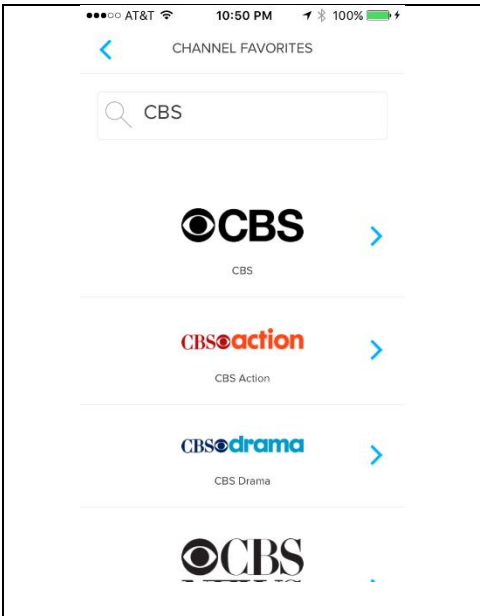 AT&T 10:50 PM 100%
CHANNEL FAVORITES
CBS
CBS
CBS
CBS action
CBS Action
CBS drama
CBS Drama
CBS
NEWS